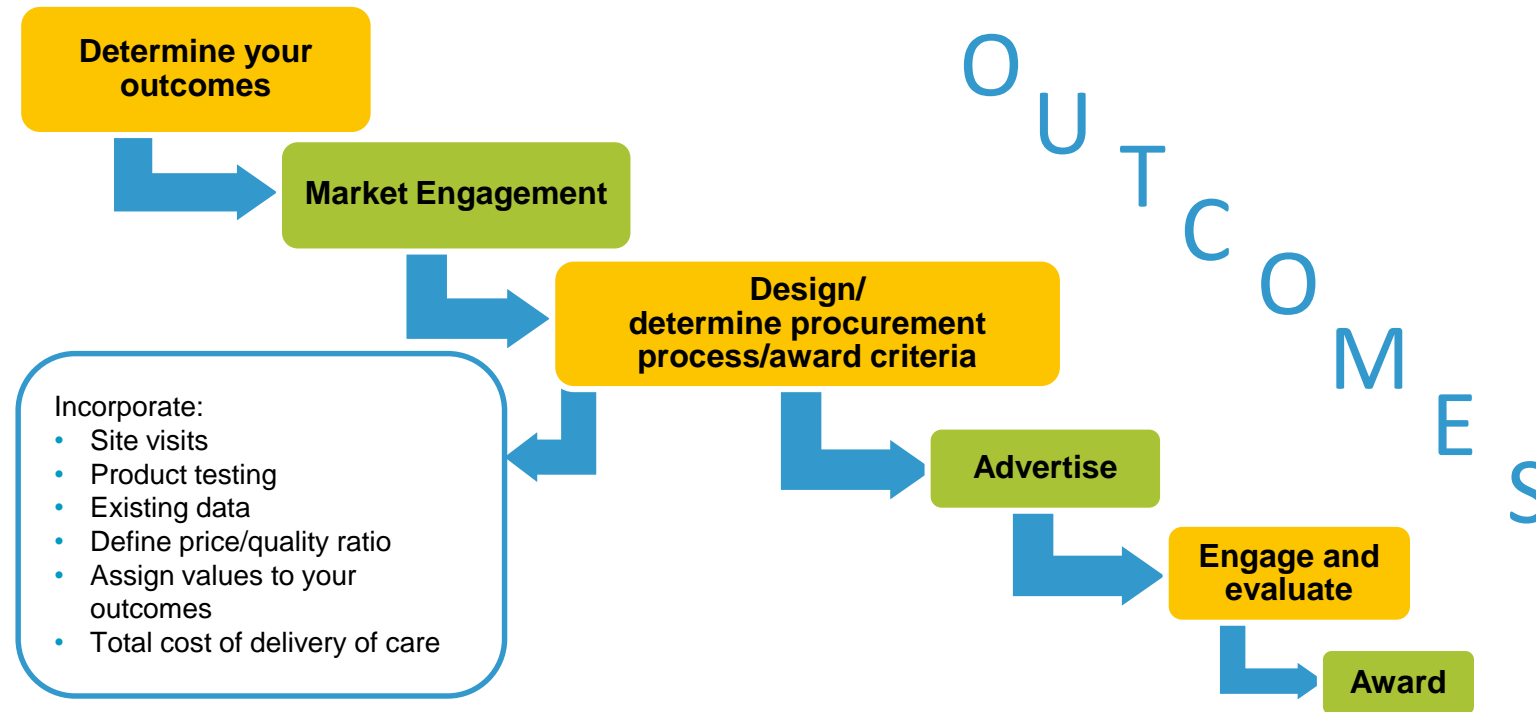 Determine your
outcomes
Market Engagement
Design/
determine procurement
process/award criteria
Incorporate:
• Site visits
• Product testing
• Existing data
• Define price/quality ratio
• Assign values to your
outcomes
• Total cost of delivery of care
Advertise
Engage and
evaluate
Award
O U T C O M E S